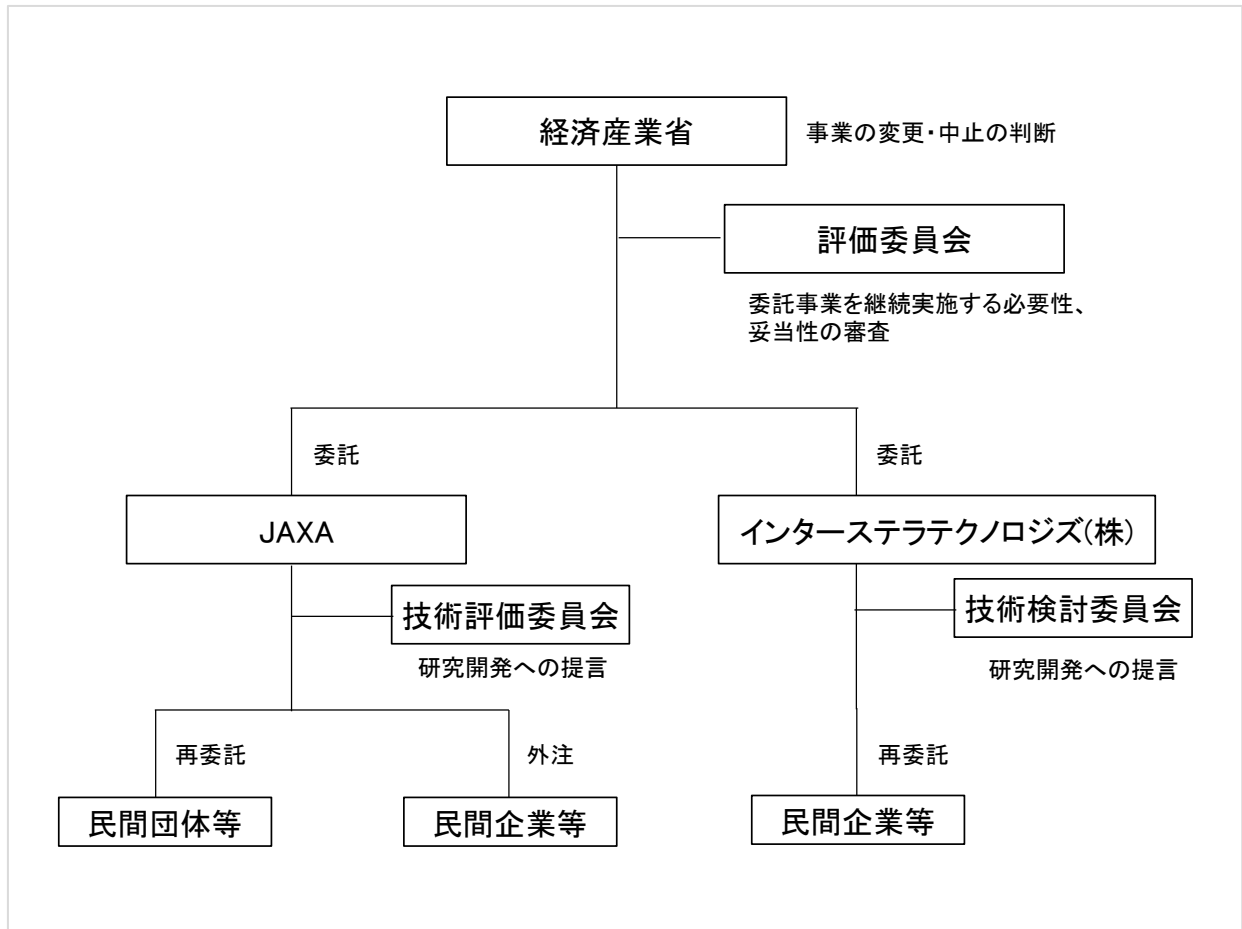 経済産業省
事業の変更・中止の判断
評価委員会
委託事業を継続実施する必要性、
妥当性の審査
委託
委託
JAXA
インターステラテクノロジズ(株)
技術評価委員会
技術検討委員会
研究開発への提言
研究開発への提言
再委託
外注
再委託
民間団体等
民間企業等
民間企業等